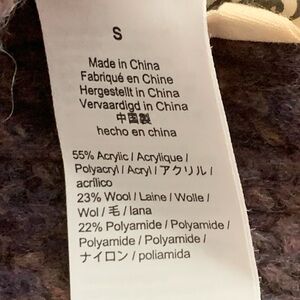 S
Made in China
Fabriqué en Chine
Hergestellt in China
Vervaardigd in China
中国製
hecho en china
55% Acrylic / Acrylique /
Polyacryl / Acryl / アクリル /
acrílico
23% Wool / Laine / Wolle /
Wol / 毛 / lana
22% Polyamide / Polyamide /
Polyamide / Polyamide /
ナイロン / poliamida